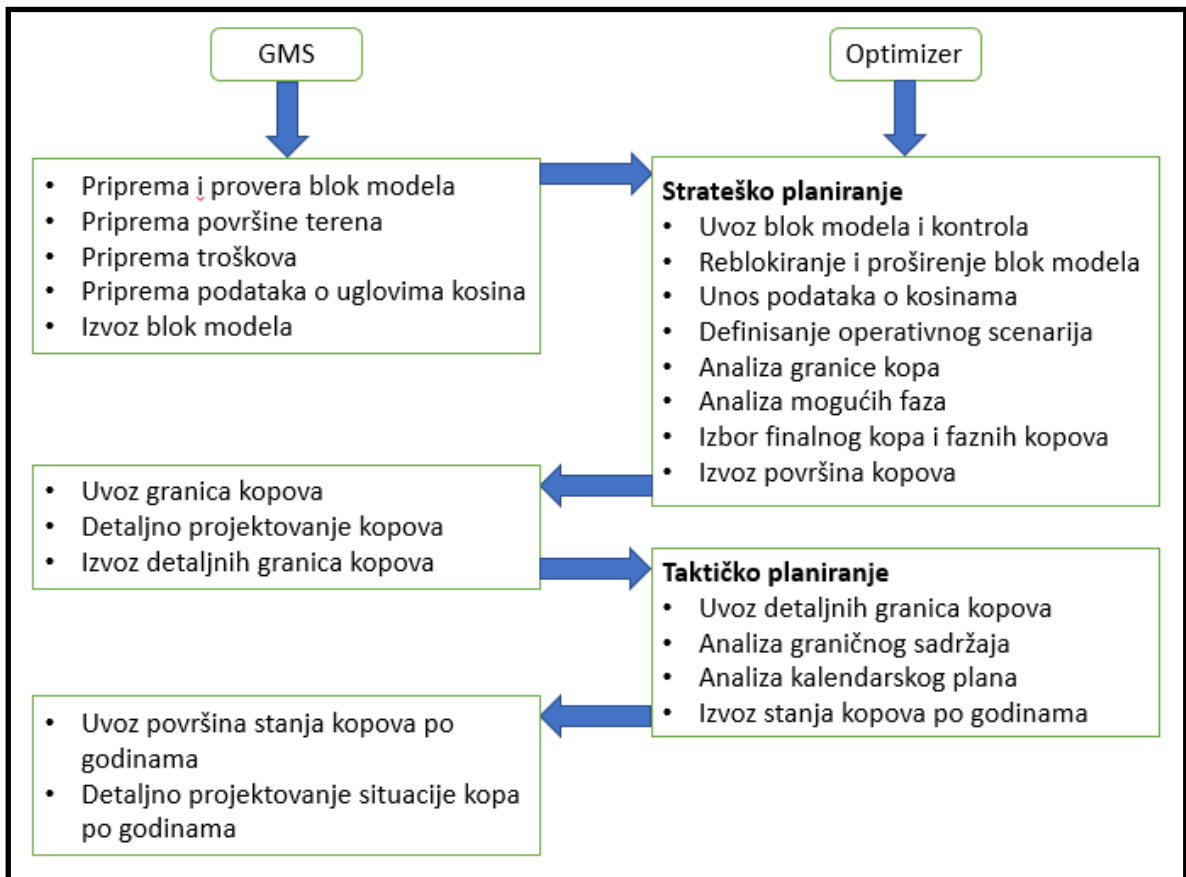 GMS
Optimizer
• Priprema i provera blok modela
• Priprema površine terena
• Priprema troškova
• Priprema podataka o uglovima kosina
• Izvoz blok modela
Strateško planiranje
• Uvoz blok modela i kontrola
• Reblokiranje i proširenje blok modela
• Unos podataka o kosinama
• Definisanje operativnog scenarija
• Analiza granice kopa
• Analiza mogućih faza
• Izbor finalnog kopa i faznih kopova
• Izvoz površina kopova
• Uvoz granica kopova
• Detaljno projektovanje kopova
• Izvoz detaljnih granica kopova
Taktičko planiranje
• Uvoz detaljnih granica kopova
• Analiza graničnog sadržaja
• Analiza kalendarskog plana
• Izvoz stanja kopova po godinama
• Uvoz površina stanja kopova po
godinama
• Detaljno projektovanje situacije kopa
po godinama